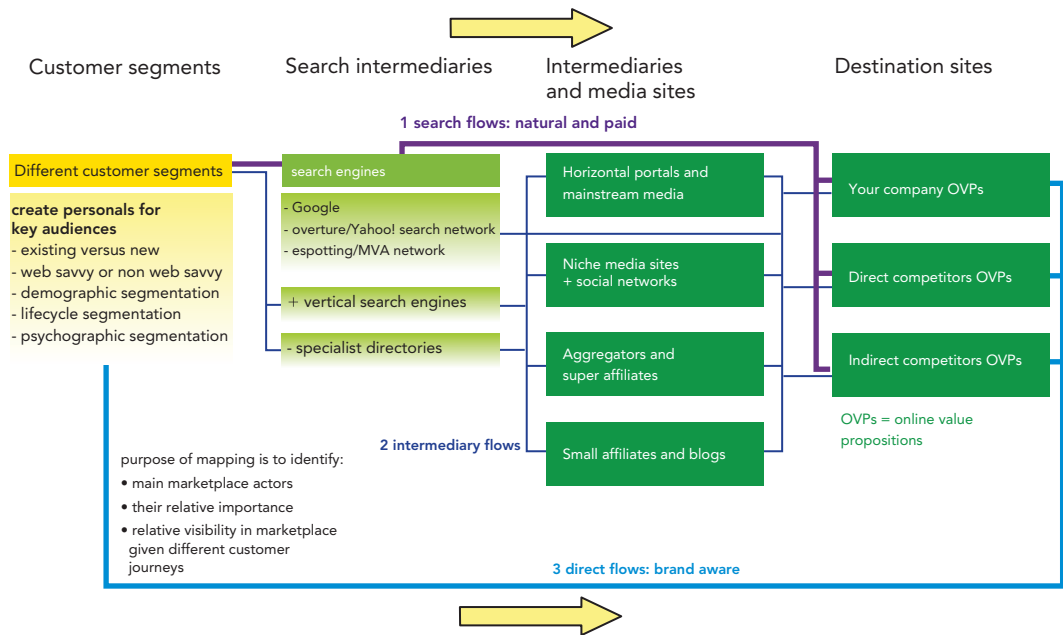 Customer segments
Search intermediaries
Intermediaries
and media sites
Destination sites
1 search flows: natural and paid
Different customer segments
create personals for
key audiences
- existing versus new
- web savvy or non web savvy
- demographic segmentation
- lifecycle segmentation
- psychographic segmentation
search engines
- Google
- overture/Yahoo! search network
- espotting/MVA network
+ vertical search engines
- specialist directories
Horizontal portals and
mainstream media
Niche media sites
+ social networks
Aggregators and
super affiliates
Small affiliates and blogs
Your company OVPs
Direct competitors OVPs
Indirect competitors OVPs
OVPs = online value
propositions
2 intermediary flows
purpose of mapping is to identify:
• main marketplace actors
• their relative importance
• relative visibility in marketplace
given different customer
journeys
3 direct flows: brand aware